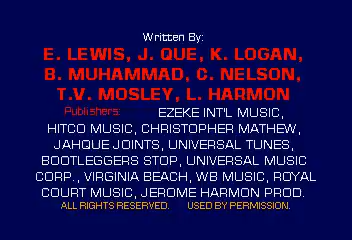 Written By:
E. LEWIS, J. QUE, K. LOGAN,
B. MUHAMMAD, C. NELSON,
T.V. MOSLEY, L. HARMON
Publishers: EZEKE INT'L MUSIC,
HITCO MUSIC, CHRISTOPHER MATHEW,
JAHQUE JOINTS, UNIVERSAL TUNES,
BOOTLEGGERS STOP, UNIVERSAL MUSIC
CORP., VIRGINIA BEACH, WB MUSIC, ROYAL
COURT MUSIC, JEROME HARMON PROD.
ALL RIGHTS RESERVED. USED BY PERMISSION.